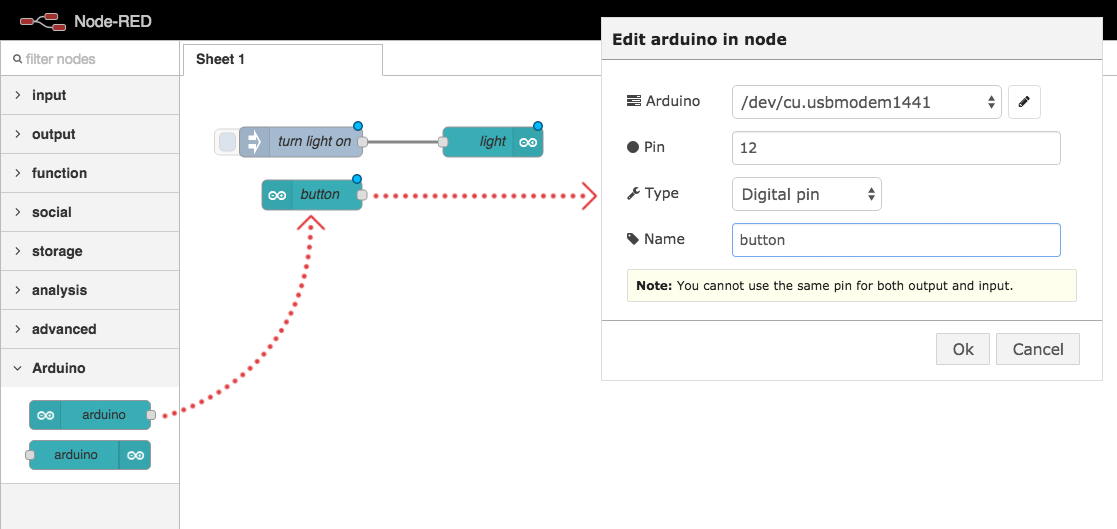 Node-RED
filter nodes
Sheet 1
input
output
function
social
storage
analysis
advanced
Arduino
arduino
arduino
turn light on
light
button
Edit arduino in node
Arduino /dev/cu.usbmodem1441
Pin 12
Type Digital pin
Name button
Note: You cannot use the same pin for both output and input.
Ok Cancel